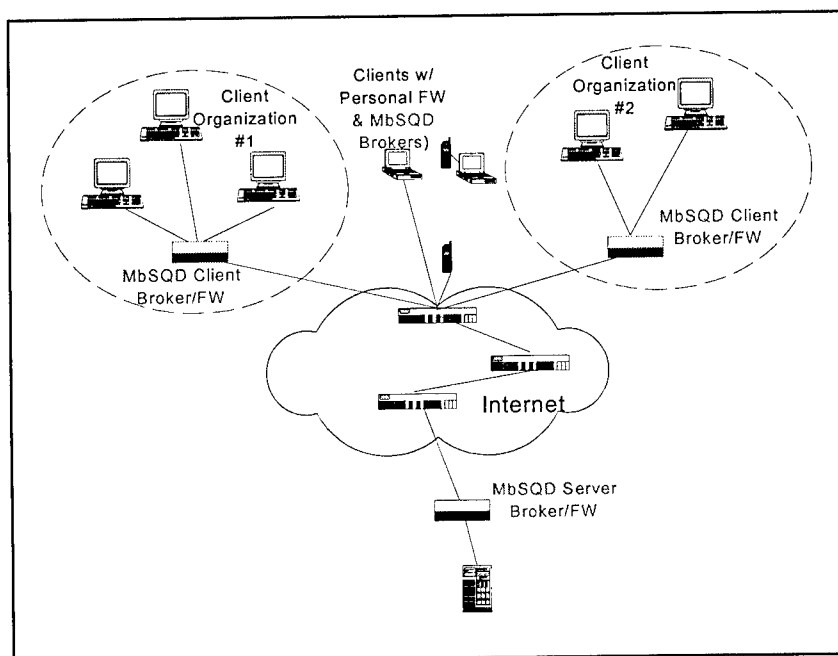 Client
Organization
#1
Clients w/
Personal FW
& MbSQD
Brokers)
Client
Organization
#2
MbSQD Client
Broker/FW
MbSQD Client
Broker/FW
Internet
MbSQD Server
Broker/FW